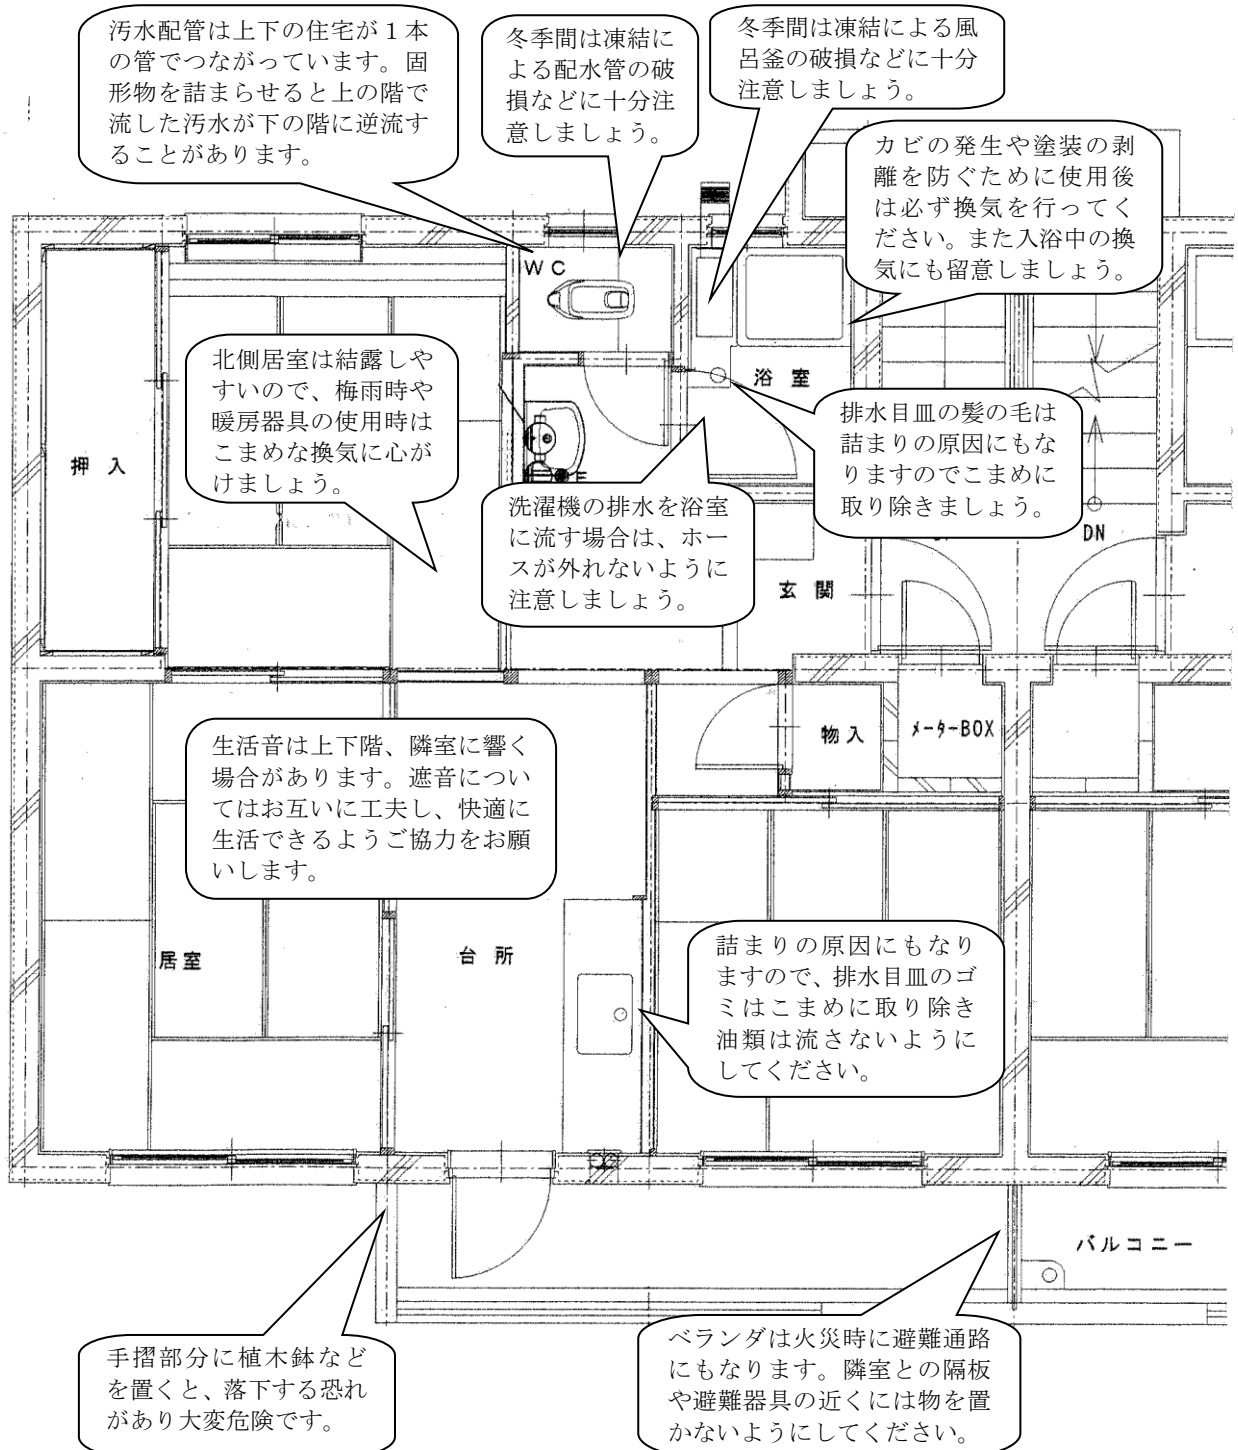 汚水配管は上下の住宅が１本
の管でつながっています。固
形物を詰まらせると上の階で
流した汚水が下の階に逆流す
ることがあります。
冬季間は凍結に
よる配水管の破
損などに十分注
意しましょう。
冬季間は凍結による風
呂釜の破損などに十分
注意しましょう。
カビの発生や塗装の剥
離を防ぐために使用後
は必ず換気を行ってく
ださい。また入浴中の換
気にも留意しましょう。
WC
浴室
北側居室は結露しや
すいので、梅雨時や
暖房器具の使用時は
こまめな換気に心が
けましょう。
押入
排水目皿の髪の毛は
詰まりの原因にもな
りますのでこまめに
取り除きましょう。
洗濯機の排水を浴室
に流す場合は、ホー
スが外れないように
注意しましょう。
DN
玄関
生活音は上下階、隣室に響く
場合があります。遮音につい
てはお互いに工夫し、快適に
生活できるようご協力をお願
いします。
物入
メーターBOX
居室
台所
詰まりの原因にもなり
ますので、排水目皿のゴ
ミはこまめに取り除き
油類は流さないように
してください。
バルコニー
手摺部分に植木鉢など
を置くと、落下する恐れ
があり大変危険です。
ベランダは火災時に避難通路
にもなります。隣室との隔板
や避難器具の近くには物を置
かないようにしてください。